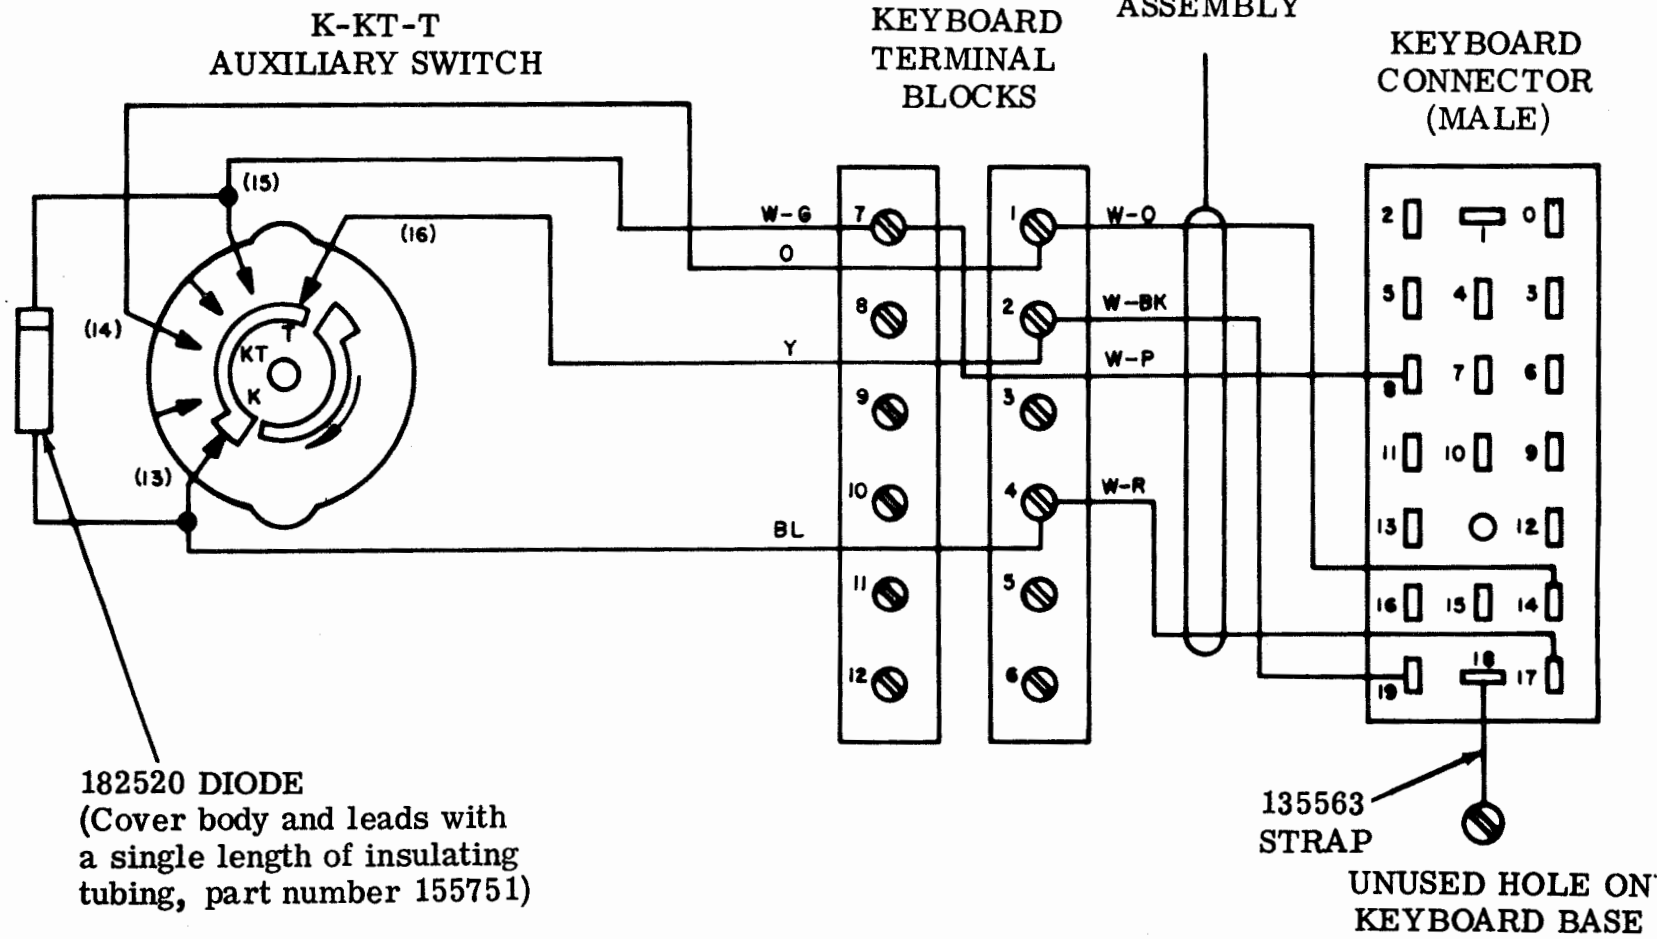 K-KT-T
AUXILIARY SWITCH
KEYBOARD
TERMINAL
BLOCKS
ASSEMBLY
KEYBOARD
CONNECTOR
(MALE)
(15)
(16)
(14)
(13)
T
KT
K
W-G
O
Y
BL
7
8
9
10
11
12
1
2
3
4
5
6
W-O
W-BK
W-P
W-R
2
1
0
5
4
3
8
7
6
11
10
9
13
12
16
15
14
19
18
17
182520 DIODE
(Cover body and leads with
a single length of insulating
tubing, part number 155751)
135563
STRAP
UNUSED HOLE ON
KEYBOARD BASE